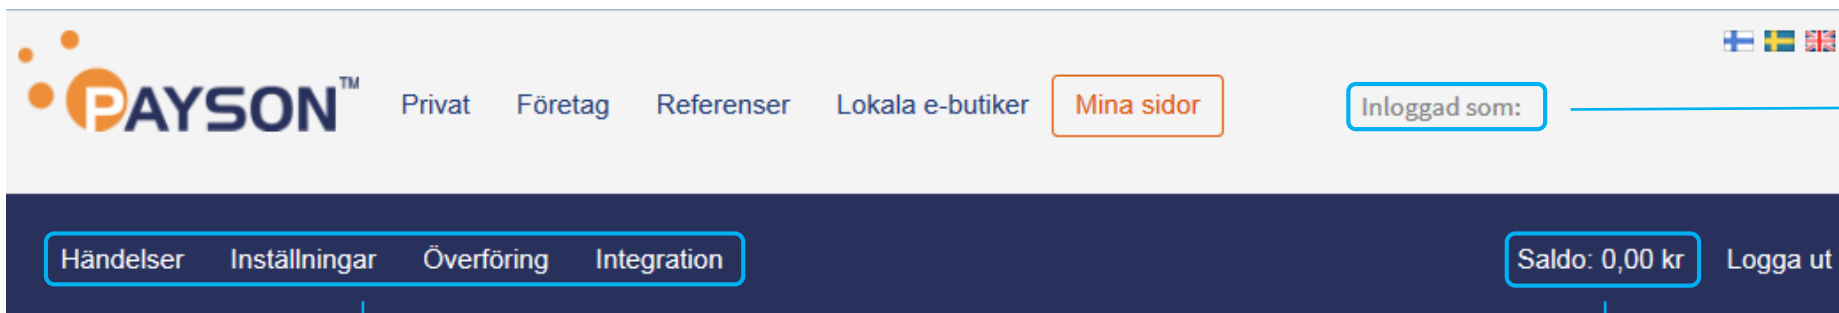 PAYSON™ Privat Företag Referenser Lokala e-butiker Mina sidor Inloggad som:
Händelser Inställningar Överföring Integration Saldo: 0,00 kr Logga ut